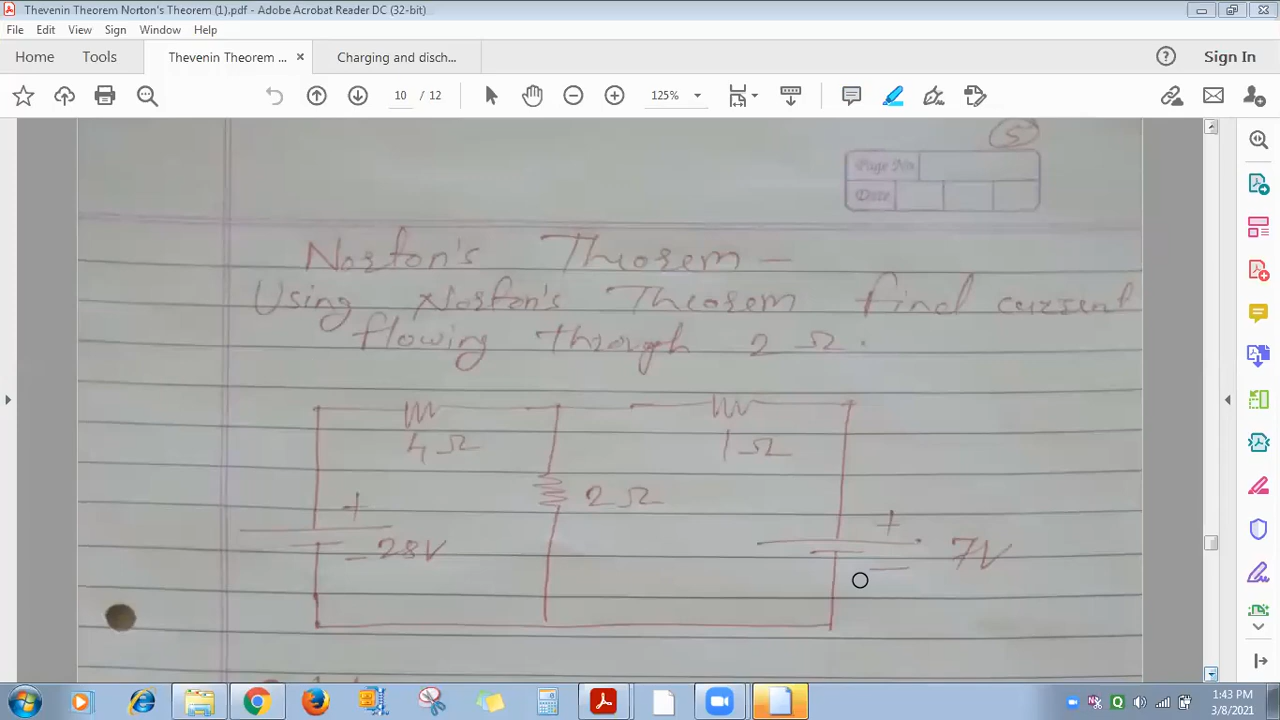 Thevenin Theorem Norton's Theorem (1).pdf - Adobe Acrobat Reader DC (32-bit)
File Edit View Sign Window Help
Home Tools Thevenin Theorem ... × Charging and disch... Sign In
10 / 12 125%
5
Page No
Date
Norton's Theorem —
Using Norton's Theorem find current
flowing through 2 Ω.
4 Ω 1 Ω
2 Ω
+ +
– 28V 7V
–
1:43 PM
3/8/2021